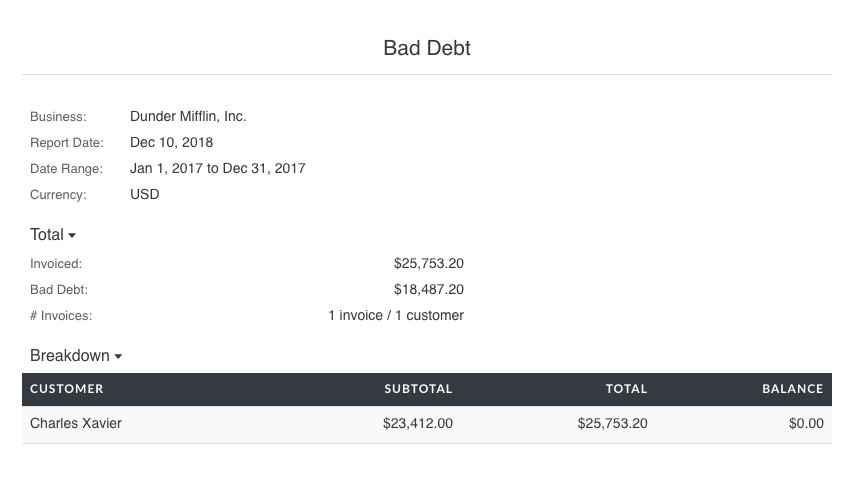 Bad Debt
Business: Dunder Mifflin, Inc.
Report Date: Dec 10, 2018
Date Range: Jan 1, 2017 to Dec 31, 2017
Currency: USD
Total
Invoiced: $25,753.20
Bad Debt: $18,487.20
# Invoices: 1 invoice / 1 customer
Breakdown
CUSTOMER SUBTOTAL TOTAL BALANCE
Charles Xavier $23,412.00 $25,753.20 $0.00